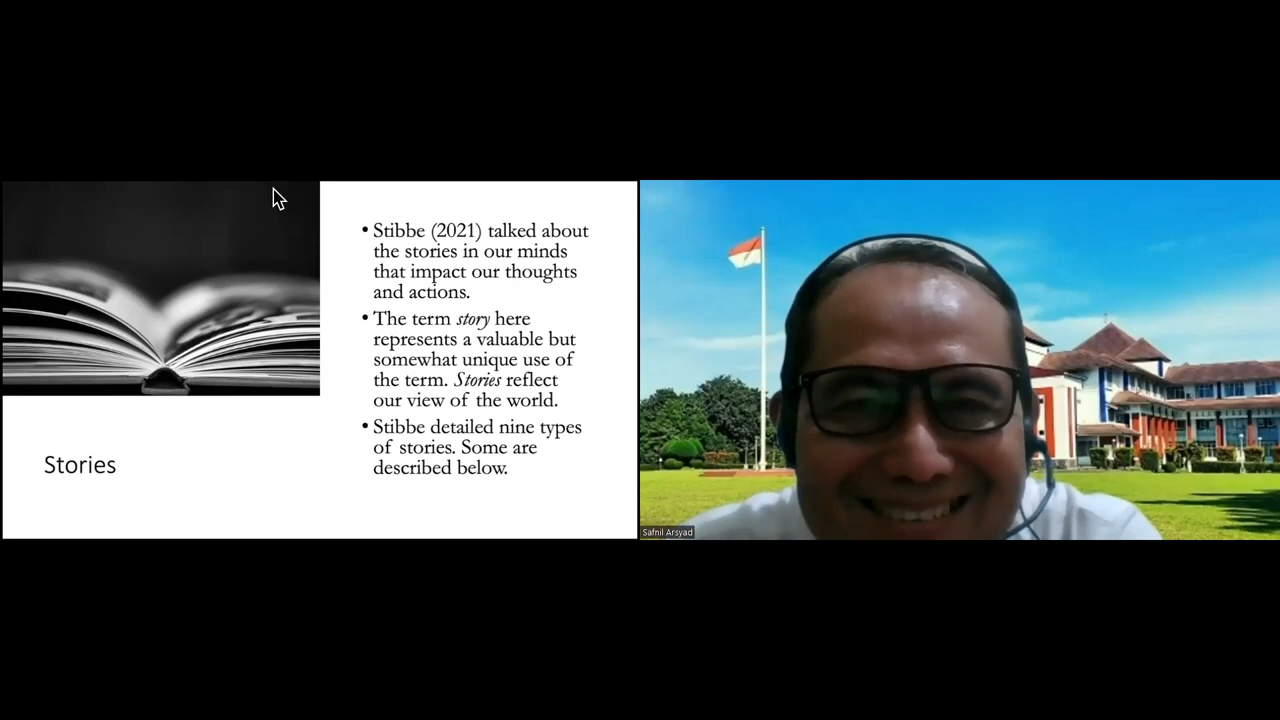 • Stibbe (2021) talked about
the stories in our minds
that impact our thoughts
and actions.
• The term story here
represents a valuable but
somewhat unique use of
the term. Stories reflect
our view of the world.
• Stibbe detailed nine types
of stories. Some are
described below.
Stories
Safnil Arsyad